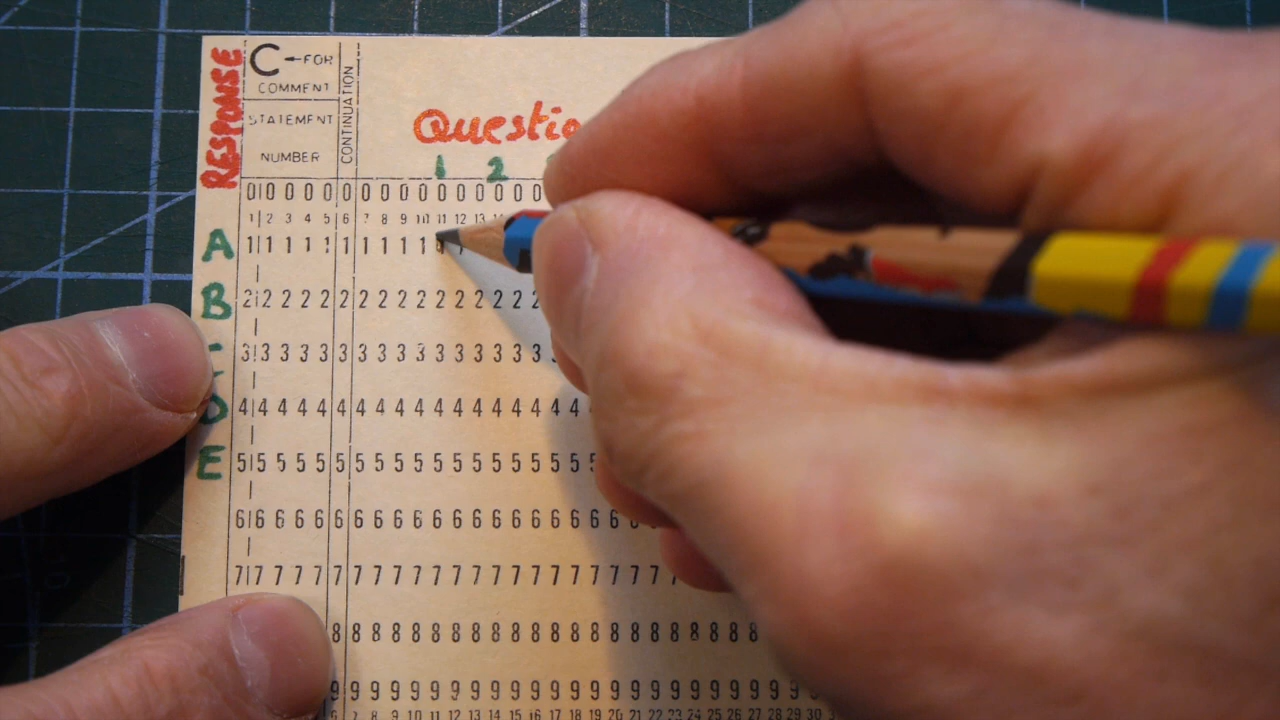 RESPONSE
C ←FOR
COMMENT
STATEMENT
NUMBER
CONTINUATION
1 2
0 0 0 0 0 0 0 0 0 0 0 0 0 0 0
1 2 3 4 5 6 7 8 9 10 11 12 13
A 1 1 1 1 1 1 1 1 1 1
B 2 2 2 2 2 2 2 2 2 2 2 2 2 2 2
3 3 3 3 3 3 3 3 3 3 3 3 3 3 3 3
4 4 4 4 4 4 4 4 4 4 4 4 4 4 4 4 4 4
E 5 5 5 5 5 5 5 5 5 5 5 5 5 5 5 5 5 5
6 6 6 6 6 6 6 6 6 6 6 6 6 6 6 6 6 6 6 6 6
7 7 7 7 7 7 7 7 7 7 7 7 7 7 7 7 7 7 7 7 7 7
8 8 8 8 8 8 8 8 8 8 8 8 8 8 8 8 8 8 8 8 8 8
9 9 9 9 9 9 9 9 9 9 9 9 9 9 9 9 9 9 9 9 9 9 9 9 9
8 9 10 11 12 13 14 15 16 17 18 19 20 21 22 23 24 25 26 27 28 29 30